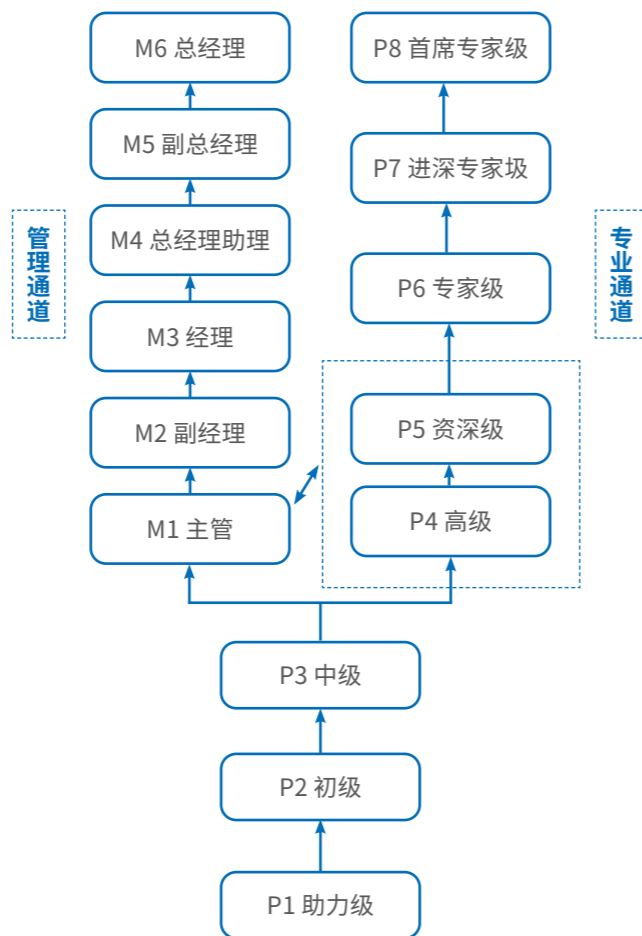 M6 总经理
P8 首席专家级
M5 副总经理
P7 进深专家圾
M4 总经理助理
管理通道
专业通道
P6 专家级
M3 经理
M2 副经理
P5 资深级
M1 主管
P4 高级
P3 中级
P2 初级
P1 助力级